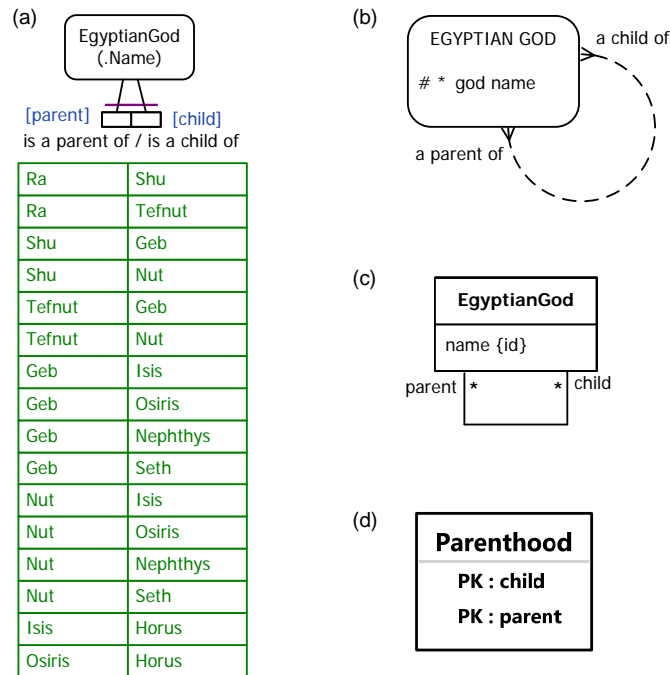 (a)
EgyptianGod
(.Name)
[parent] [child]
is a parent of / is a child of
Ra Shu
Ra Tefnut
Shu Geb
Shu Nut
Tefnut Geb
Tefnut Nut
Geb Isis
Geb Osiris
Geb Nephthys
Geb Seth
Nut Isis
Nut Osiris
Nut Nephthys
Nut Seth
Isis Horus
Osiris Horus
(b)
EGYPTIAN GOD
# * god name
a child of
a parent of
(c)
EgyptianGod
name {id}
parent * * child
(d)
Parenthood
PK : child
PK : parent